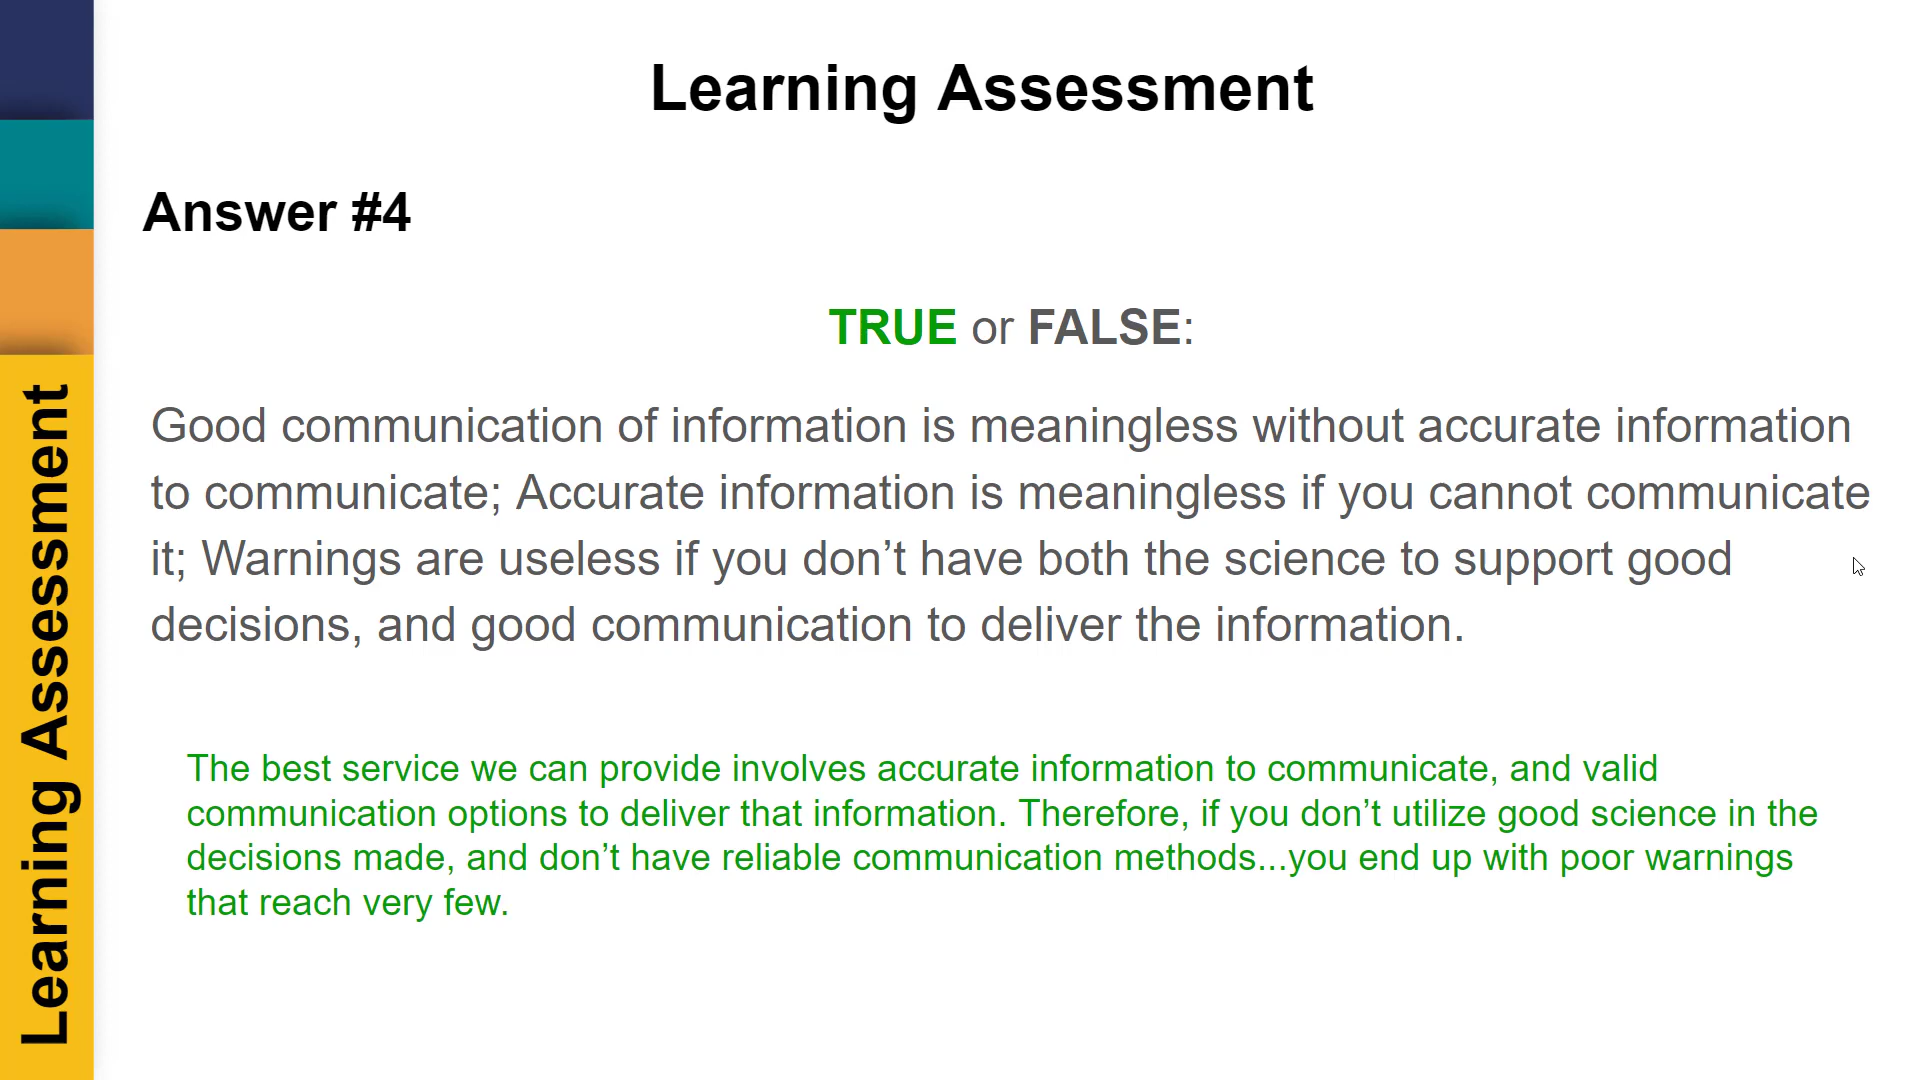 Learning Assessment
Answer #4
TRUE or FALSE:
Good communication of information is meaningless without accurate information
to communicate; Accurate information is meaningless if you cannot communicate
it; Warnings are useless if you don’t have both the science to support good
decisions, and good communication to deliver the information.
The best service we can provide involves accurate information to communicate, and valid
communication options to deliver that information. Therefore, if you don’t utilize good science in the
decisions made, and don’t have reliable communication methods...you end up with poor warnings
that reach very few.
Learning Assessment